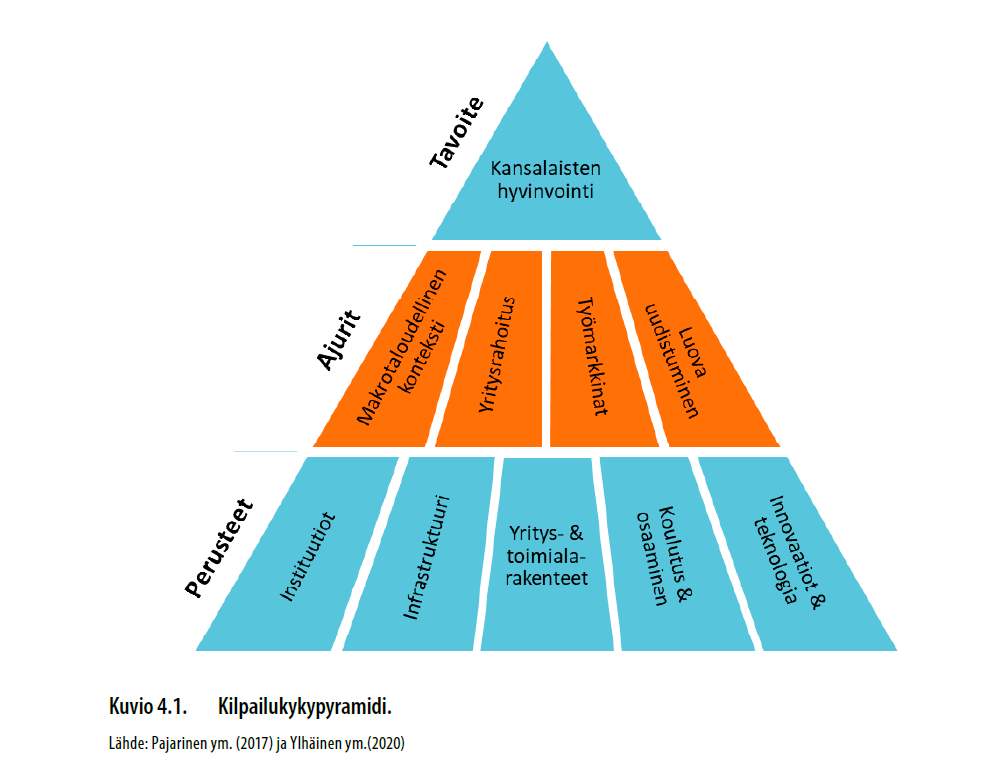 Tavoite
Kansalaisten
hyvinvointi
Ajurit
Makrotaloudellinen
konteksti
Yritysrahoitus
Työmarkkinat
Luova
uudistuminen
Perusteet
Instituutiot
Infrastruktuuri
Yritys- &
toimiala-
rakenteet
Koulutus &
osaaminen
Innovaatiot &
teknologia
Kuvio 4.1. Kilpailukykypyramidi.
Lähde: Pajarinen ym. (2017) ja Ylhäinen ym.(2020)